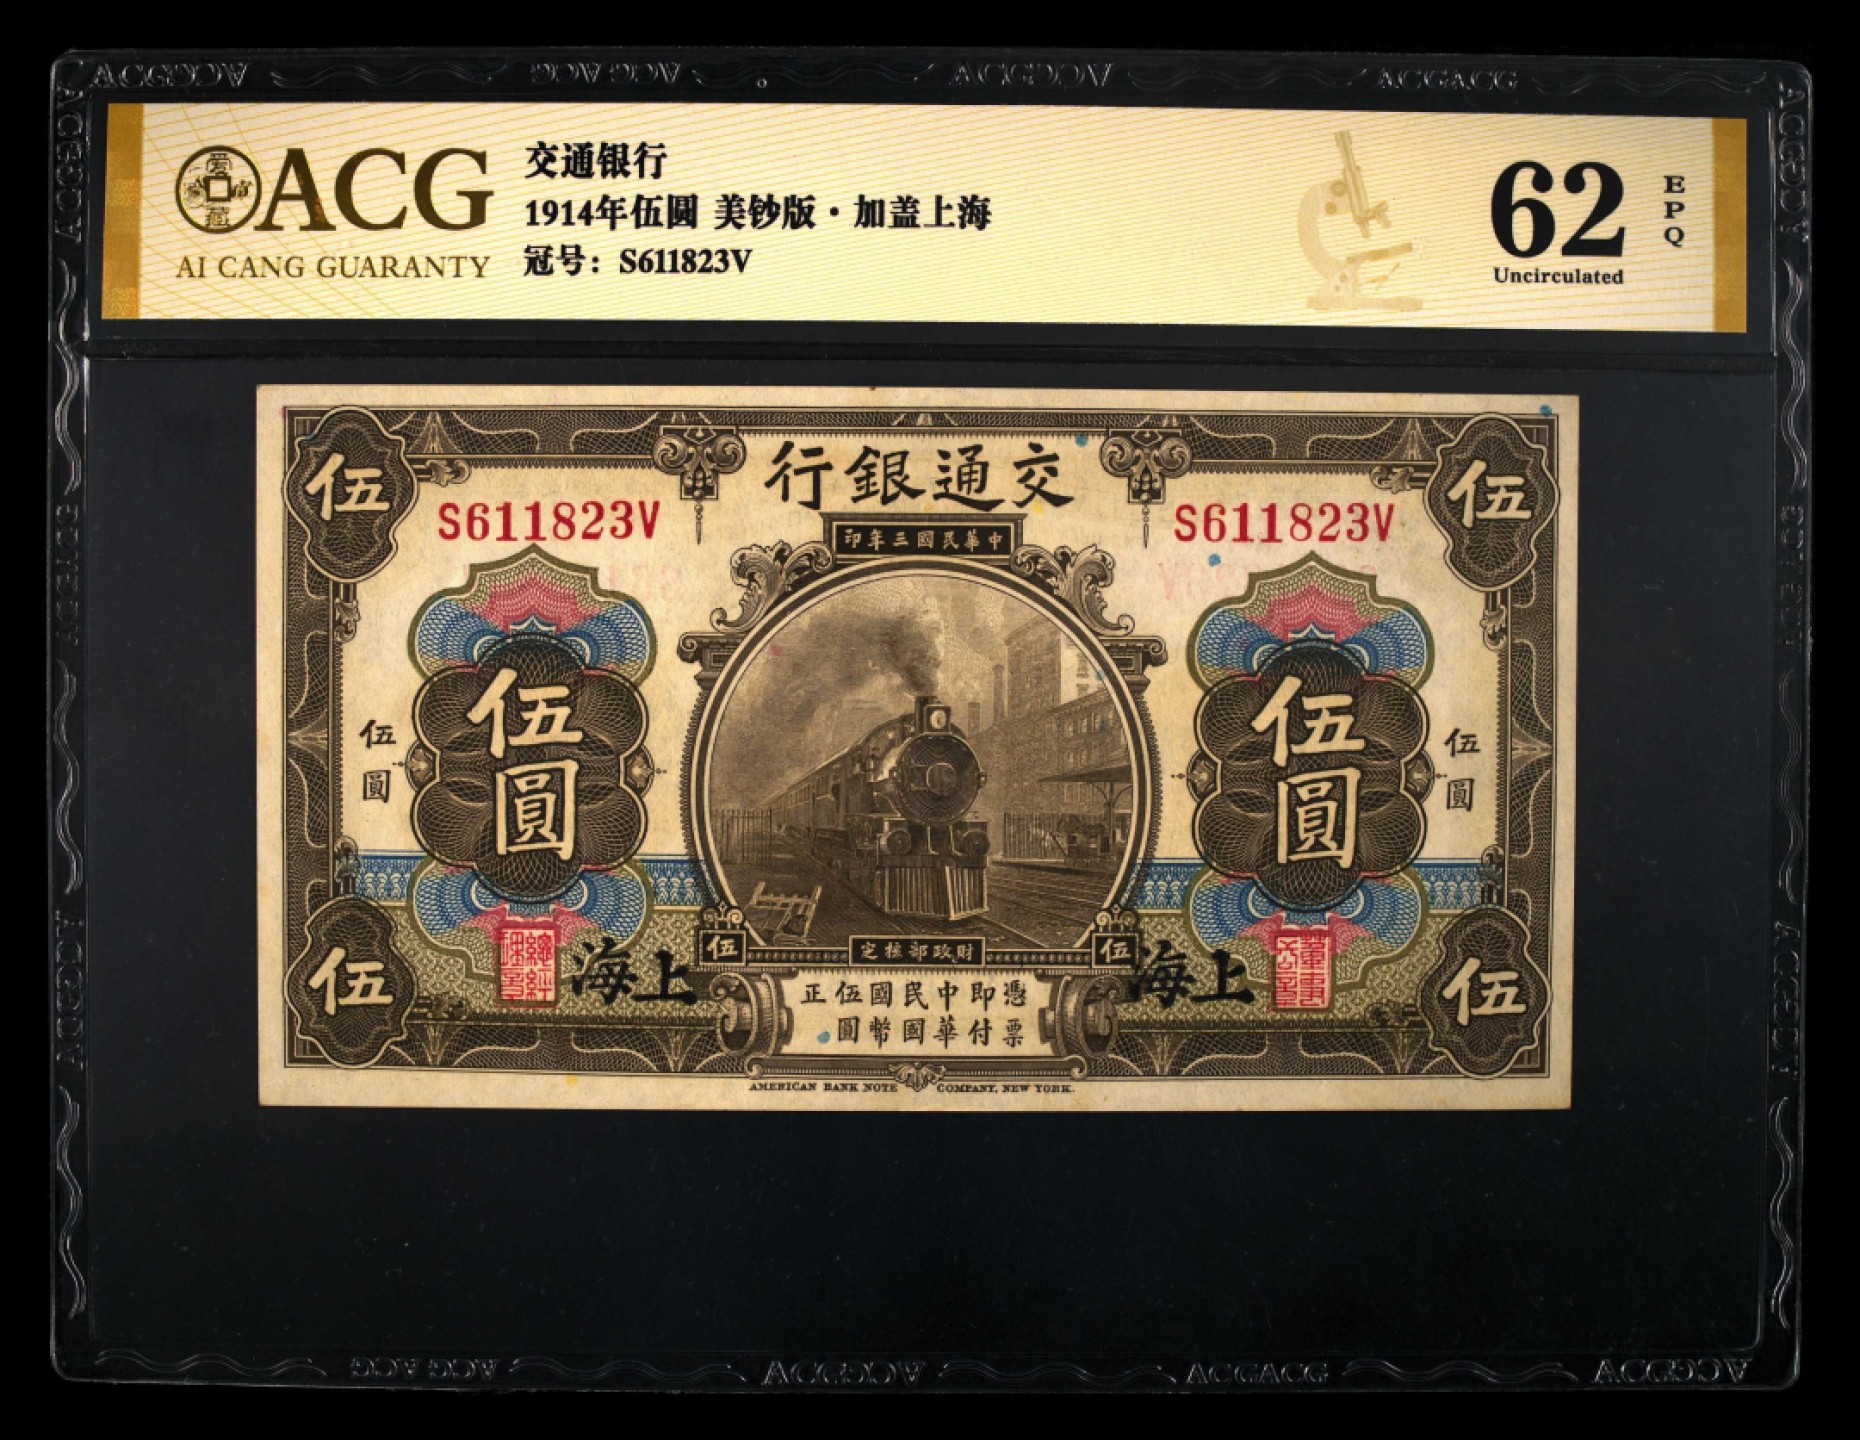 ACG
AI CANG GUARANTY
交通银行
1914年伍圆 美钞版·加盖上海
冠号：S611823V
62
Uncirculated
EPQ
伍
行銀通交
伍
S611823V
S611823V
印年三國民華中
伍圓
伍圓
伍圓
伍圓
伍
定極部政財
伍
海上
海上
伍
正伍國民中即憑
圓幣國華付票
伍
AMERICAN BANK NOTE COMPANY, NEW YORK.